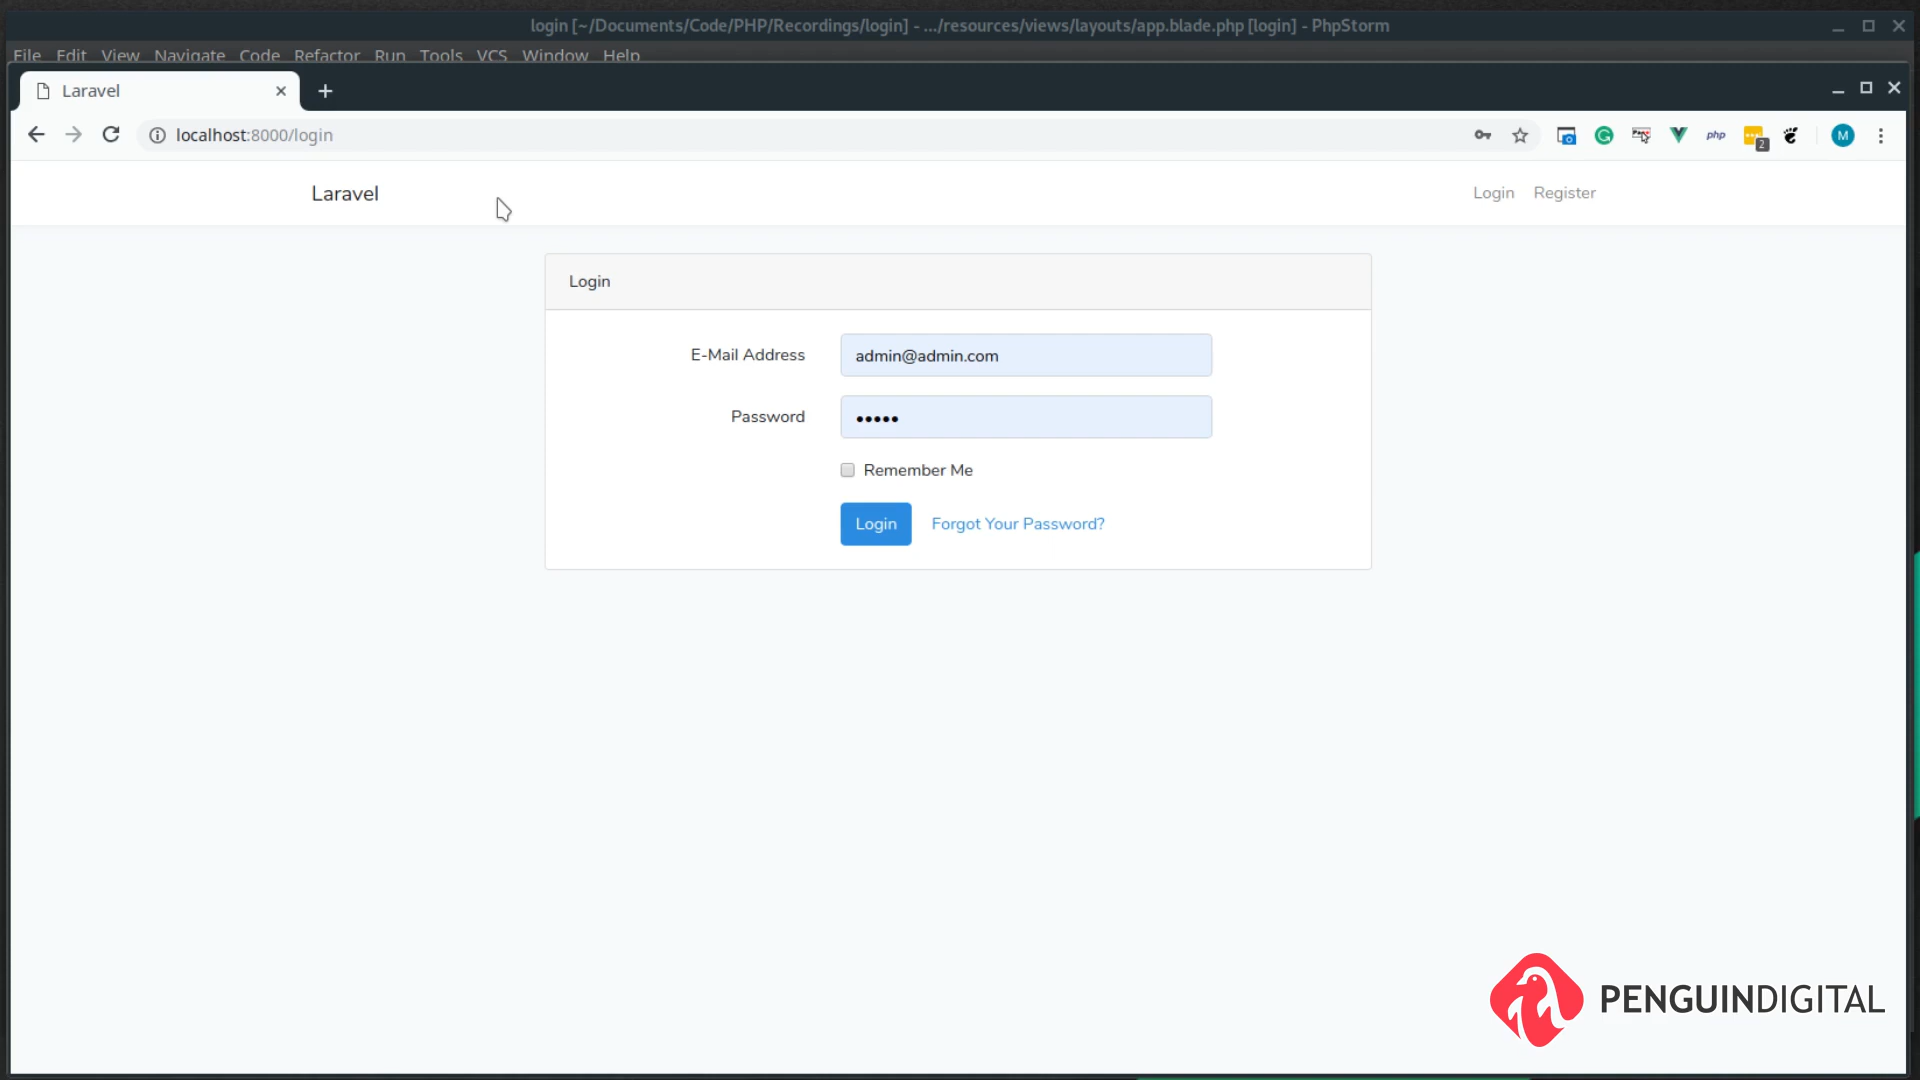 login [~/Documents/Code/PHP/Recordings/login] - .../resources/views/layouts/app.blade.php [login] - PhpStorm
File Edit View Navigate Code Refactor Run Tools VCS Window Help
Laravel
localhost:8000/login
php
2
M
Laravel
Login Register
Login
E-Mail Address admin@admin.com
Password •••••
Remember Me
Login Forgot Your Password?
PENGUINDIGITAL